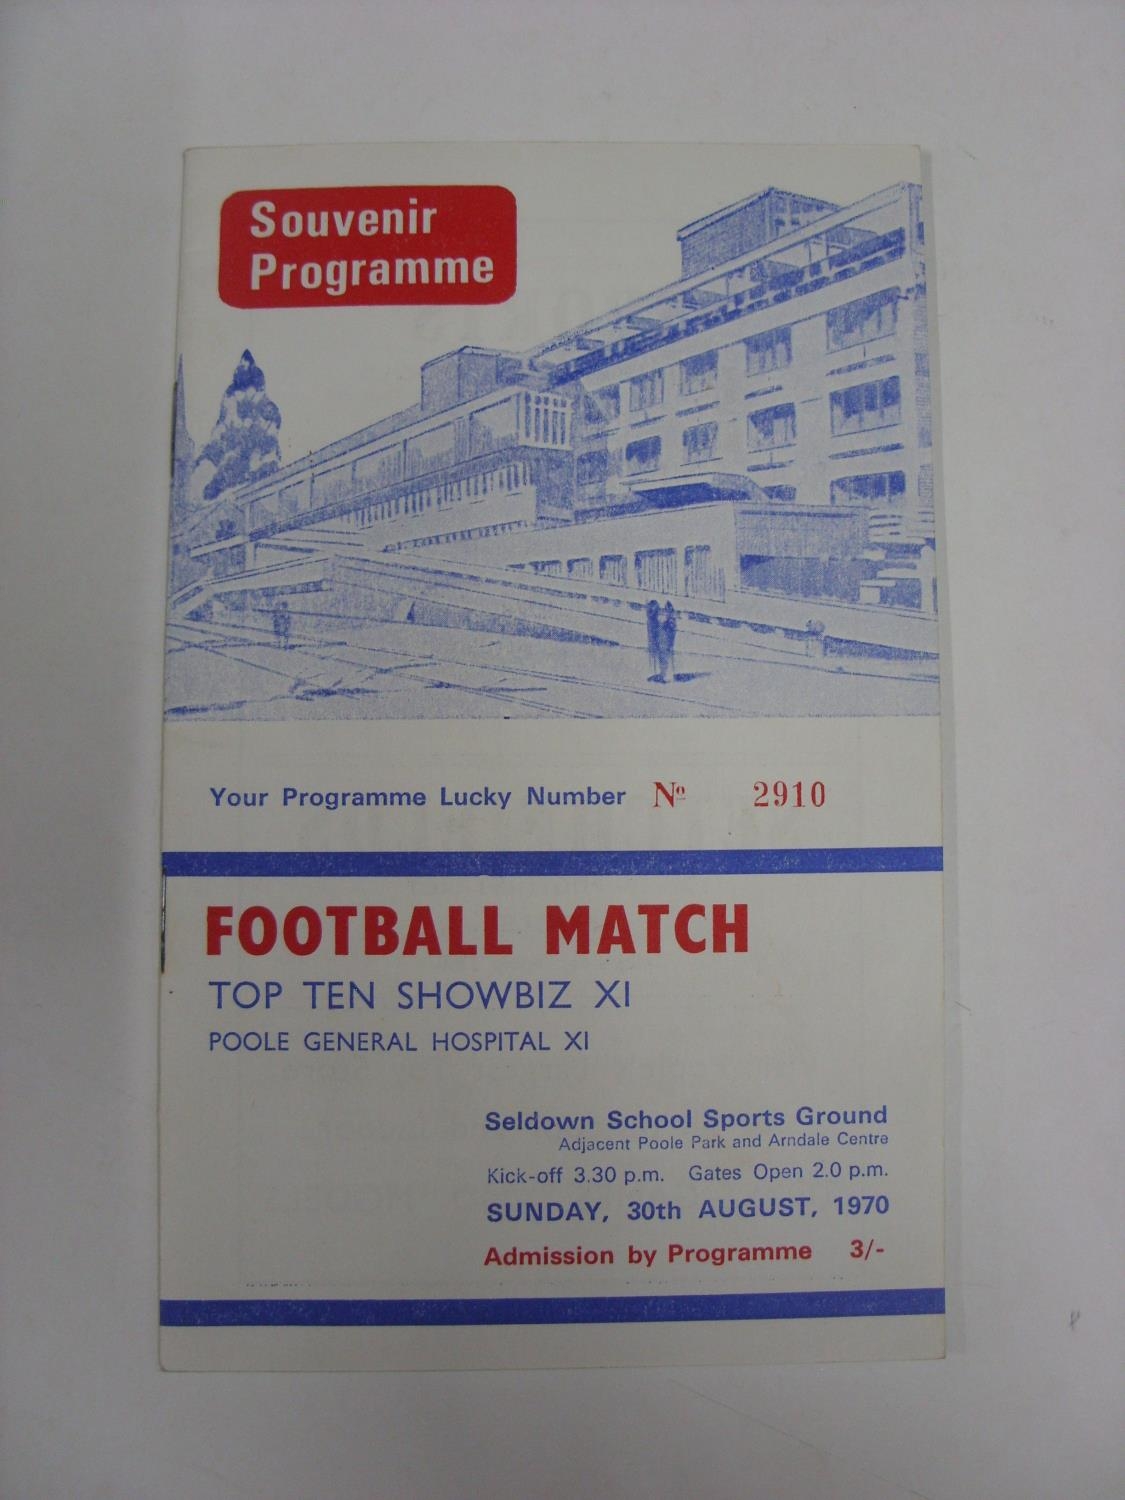 Souvenir
Programme
Your Programme Lucky Number Nº 2910
FOOTBALL MATCH
TOP TEN SHOWBIZ XI
POOLE GENERAL HOSPITAL XI
Seldown School Sports Ground
Adjacent Poole Park and Arndale Centre
Kick-off 3.30 p.m. Gates Open 2.0 p.m.
SUNDAY, 30th AUGUST, 1970
Admission by Programme 3/-